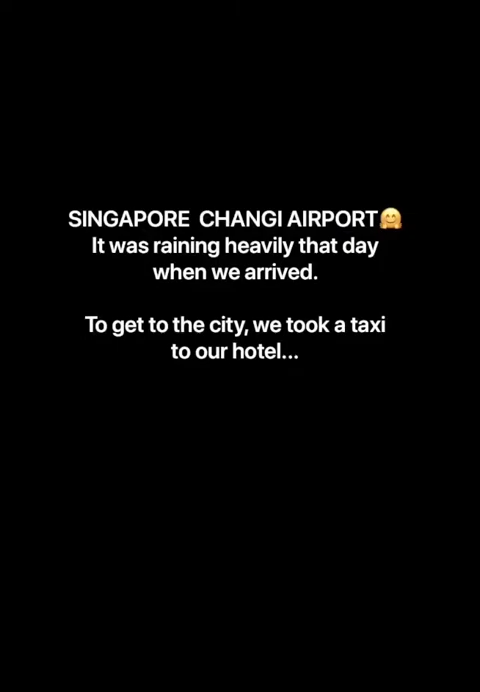 SINGAPORE  CHANGI AIRPORT🤗
It was raining heavily that day
when we arrived.
To get to the city, we took a taxi
to our hotel...